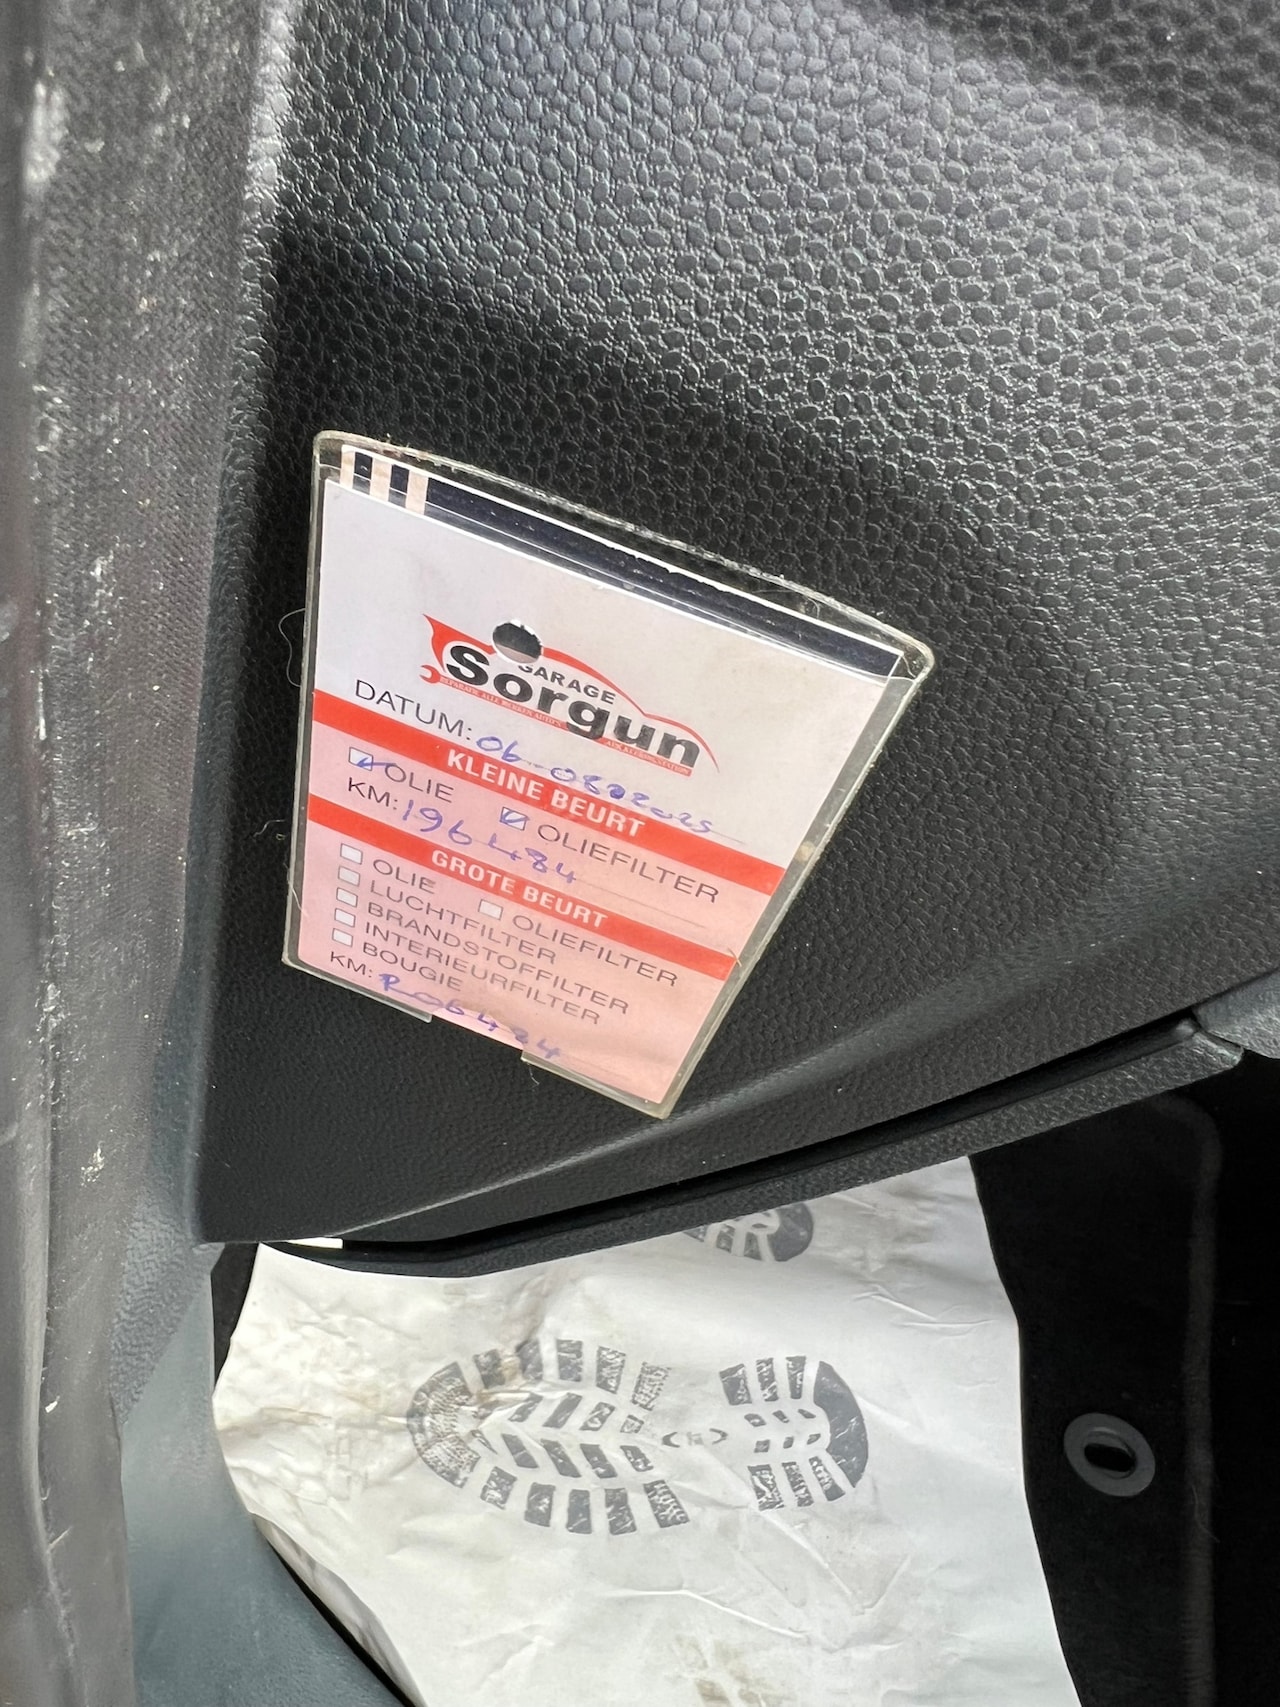 GARAGE
Sorgun
DATUM: 06-08-2025
KLEINE BEURT
OLIE OLIEFILTER
KM: 196484
GROTE BEURT
OLIE OLIEFILTER
LUCHTFILTER
BRANDSTOFFILTER
INTERIEURFILTER
BOUGIE
KM: